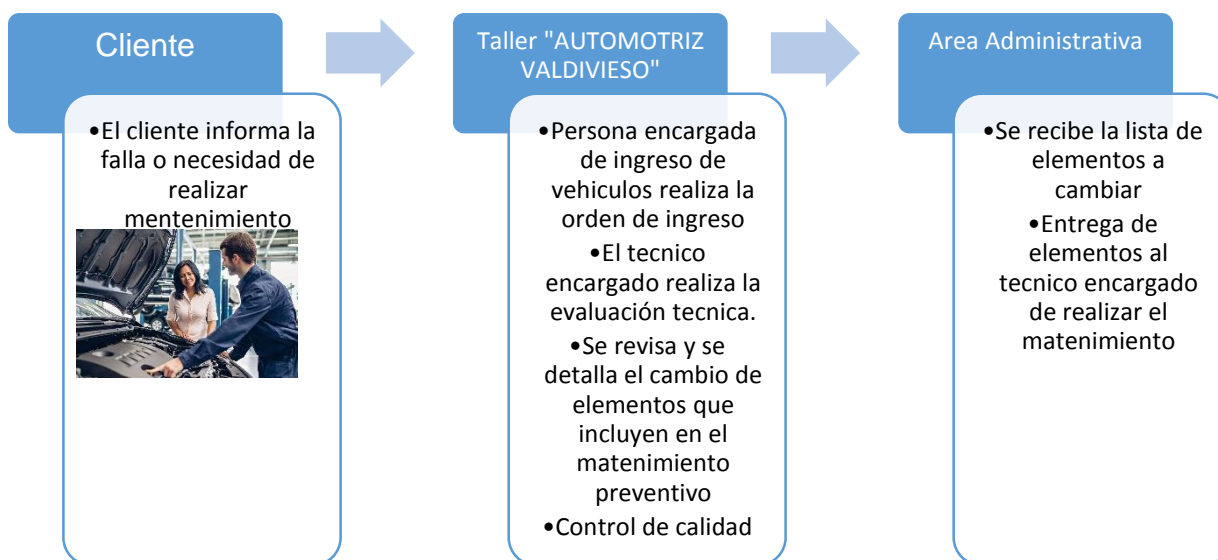 Cliente
•El cliente informa la
falla o necesidad de
realizar
mentenimiento
Taller "AUTOMOTRIZ
VALDIVIESO"
•Persona encargada
de ingreso de
vehiculos realiza la
orden de ingreso
•El tecnico
encargado realiza la
evaluación tecnica.
•Se revisa y se
detalla el cambio de
elementos que
incluyen en el
matenimiento
preventivo
•Control de calidad
Area Administrativa
•Se recibe la lista de
elementos a
cambiar
•Entrega de
elementos al
tecnico encargado
de realizar el
matenimiento